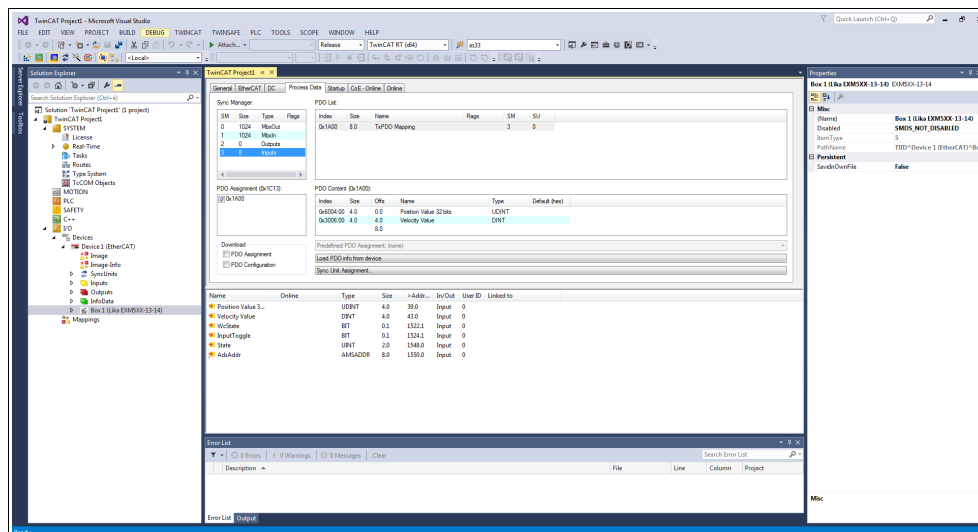 TwinCAT Project1 - Microsoft Visual Studio
Quick Launch (Ctrl+Q)
FILE EDIT VIEW PROJECT BUILD DEBUG TWINCAT TWINSAFE PLC TOOLS SCOPE WINDOW HELP
Attach... Release TwinCAT RT (x64) as33
<Local>
Server Explorer
Toolbox
Solution Explorer
Search Solution Explorer (Ctrl+è)
Solution 'TwinCAT Project1' (1 project)
TwinCAT Project1
SYSTEM
License
Real-Time
Tasks
Routes
Type System
TcCOM Objects
MOTION
PLC
SAFETY
C++
I/O
Devices
Device 1 (EtherCAT)
Image
Image-Info
SyncUnits
Inputs
Outputs
InfoData
Box 1 (Lika EXM5XX-13-14)
Mappings
TwinCAT Project1
General EtherCAT DC Process Data Startup CoE - Online Online
Sync Manager:
SM Size Type Flags
0 1024 MbxOut
1 1024 MbxIn
2 0 Outputs
3 8 Inputs
PDO List:
Index Size Name Flags SM SU
0x1A00 8.0 TxPDO Mapping 3 0
PDO Assignment (0x1C13):
0x1A00
PDO Content (0x1A00):
Index Size Offs Name Type Default (hex)
0x6004:00 4.0 0.0 Position Value 32 bits UDINT
0x3006:00 4.0 4.0 Velocity Value DINT
8.0
Download
PDO Assignment
PDO Configuration
Predefined PDO Assignment: (none)
Load PDO info from device
Sync Unit Assignment...
Name Online Type Size >Addr... In/Out User ID Linked to
Position Value 3... UDINT 4.0 39.0 Input 0
Velocity Value DINT 4.0 43.0 Input 0
WcState BIT 0.1 1522.1 Input 0
InputToggle BIT 0.1 1524.1 Input 0
State UINT 2.0 1548.0 Input 0
AdsAddr AMSADDR 8.0 1550.0 Input 0
Error List
0 Errors 0 Warnings 0 Messages Clear
Search Error List
Description File Line Column Project
Error List Output
Properties
Box 1 (Lika EXM5XX-13-14) EXM5XX-13-14
Misc
(Name) Box 1 (Lika EXM5XX-13-14)
Disabled SMDS_NOT_DISABLED
ItemType 5
PathName TIID^Device 1 (EtherCAT)^Bo
Persistent
SaveInOwnFile False
Misc
Ready